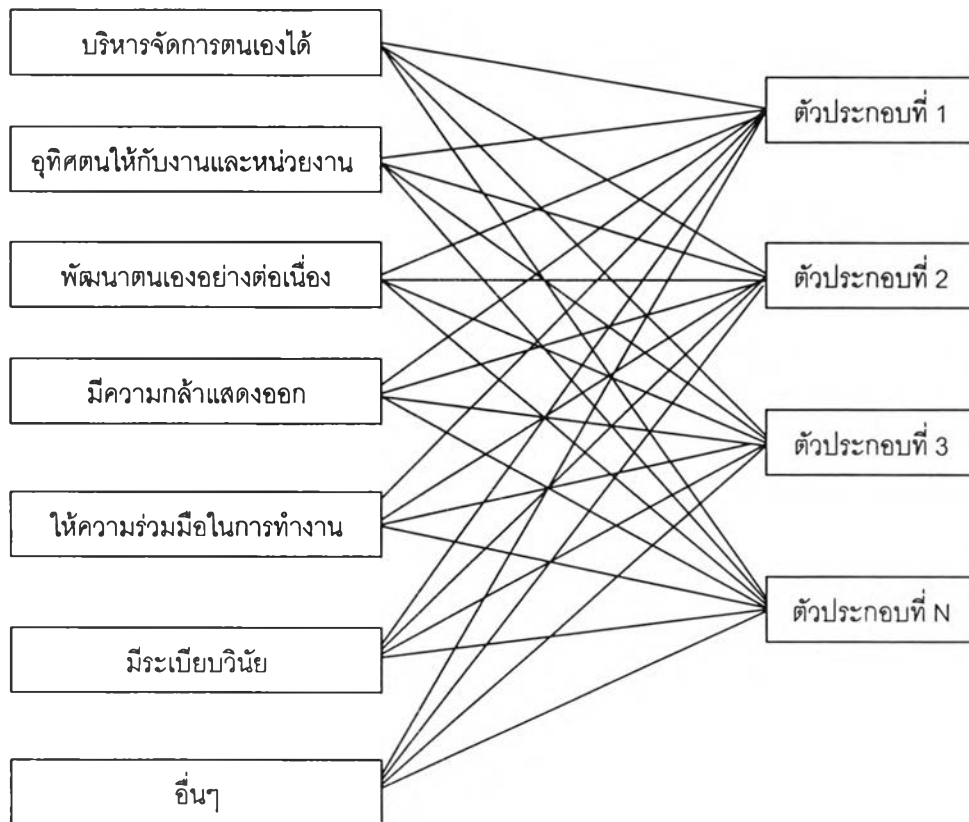 บริหารจัดการตนเองได้
อุทิศตนให้กับงานและหน่วยงาน
พัฒนาตนเองอย่างต่อเนื่อง
มีความกล้าแสดงออก
ให้ความร่วมมือในการทำงาน
มีระเบียบวินัย
อื่นๆ
ตัวประกอบที่ 1
ตัวประกอบที่ 2
ตัวประกอบที่ 3
ตัวประกอบที่ N